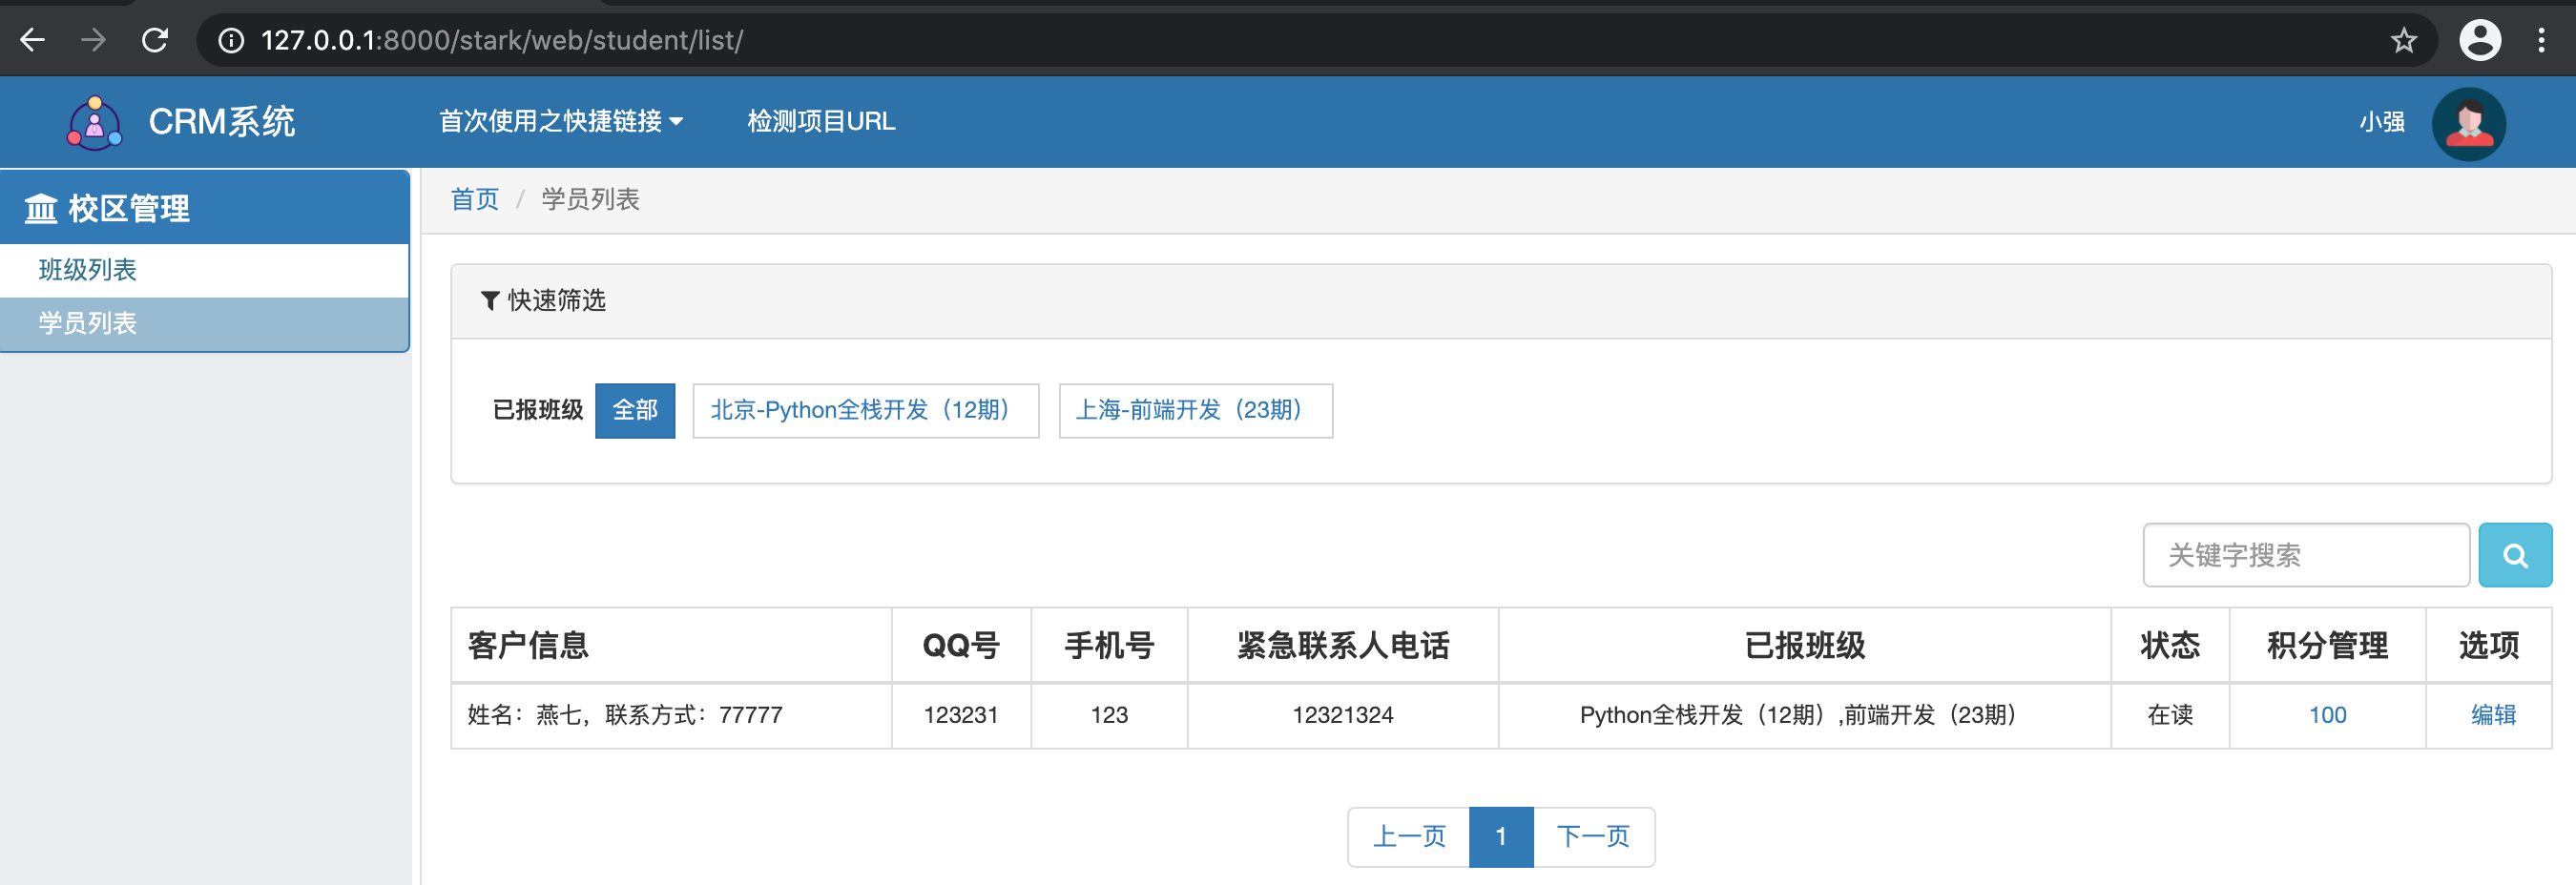 127.0.0.1:8000/stark/web/student/list/
CRM系统 首次使用之快捷链接 检测项目URL 小强
校区管理
班级列表
学员列表
首页 / 学员列表
快速筛选
已报班级 全部 北京-Python全栈开发（12期） 上海-前端开发（23期）
关键字搜索
客户信息 QQ号 手机号 紧急联系人电话 已报班级 状态 积分管理 选项
姓名：燕七，联系方式：77777 123231 123 12321324 Python全栈开发（12期）,前端开发（23期） 在读 100 编辑
上一页 1 下一页